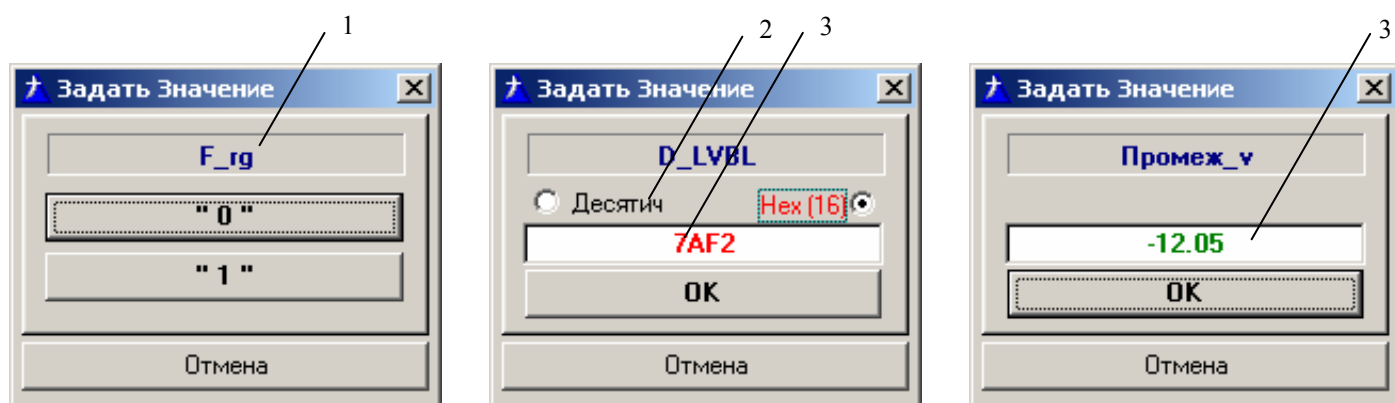 1
2 3
3
Задать Значение
F_rg
" 0 "
" 1 "
Отмена
Задать Значение
D_LVBL
Десятич Hex (16)
7AF2
OK
Отмена
Задать Значение
Промеж_v
-12.05
OK
Отмена